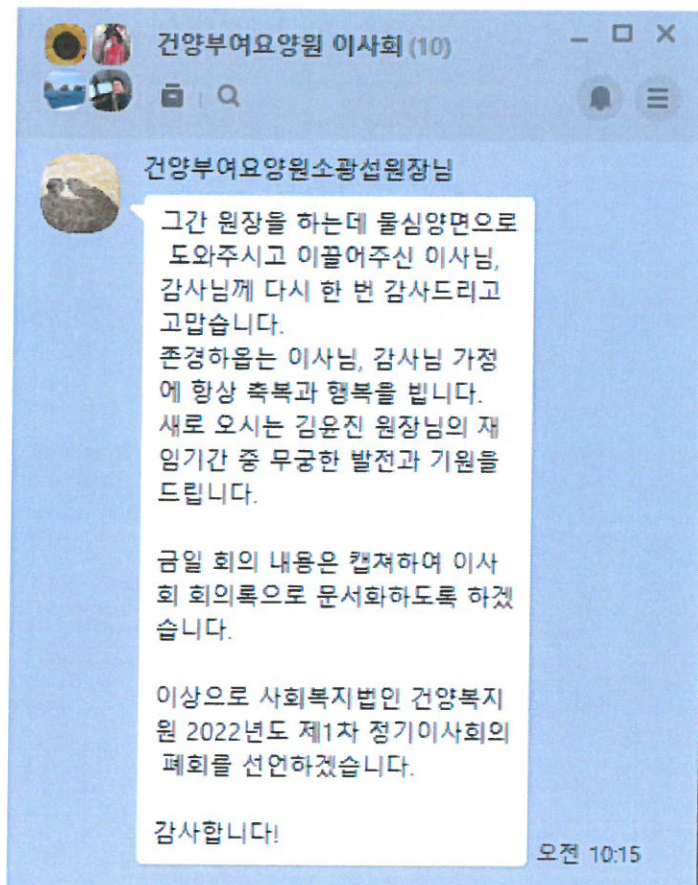 건양부여요양원 이사회 (10)
건양부여요양원소광섭원장님
그간 원장을 하는데 물심양면으로
도와주시고 이끌어주신 이사님,
감사님께 다시 한 번 감사드리고
고맙습니다.
존경하옵는 이사님, 감사님 가정
에 항상 축복과 행복을 빕니다.
새로 오시는 김윤진 원장님의 재
임기간 중 무궁한 발전과 기원을
드립니다.
금일 회의 내용은 캡쳐하여 이사
회 회의록으로 문서화하도록 하겠
습니다.
이상으로 사회복지법인 건양복지
원 2022년도 제1차 정기이사회의
폐회를 선언하겠습니다.
감사합니다!
오전 10:15